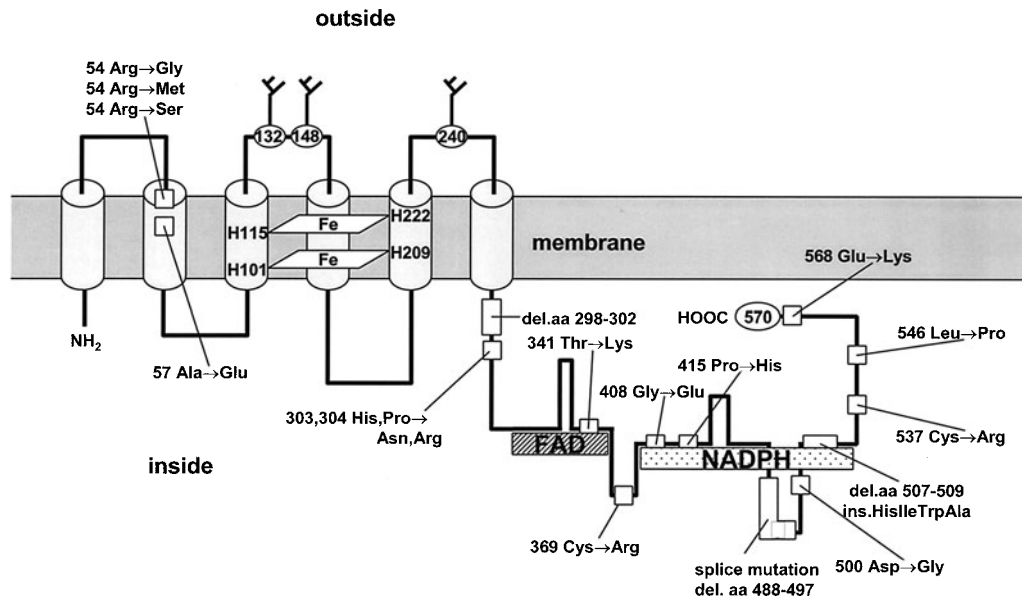 outside
54 Arg→Gly
54 Arg→Met
54 Arg→Ser
132
148
240
H222
Fe
H115
membrane
H209
H101
Fe
568 Glu→Lys
NH2
del.aa 298-302
HOOC
570
341 Thr→Lys
546 Leu→Pro
57 Ala→Glu
415 Pro→His
408 Gly→Glu
303,304 His,Pro→
Asn,Arg
537 Cys→Arg
FAD
NADPH
inside
del.aa 507-509
ins.HisIleTrpAla
369 Cys→Arg
splice mutation
del. aa 488-497
500 Asp→Gly